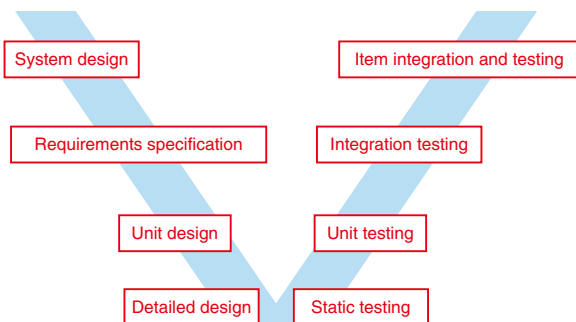 System design
Item integration and testing
Requirements specification
Integration testing
Unit design
Unit testing
Detailed design
Static testing